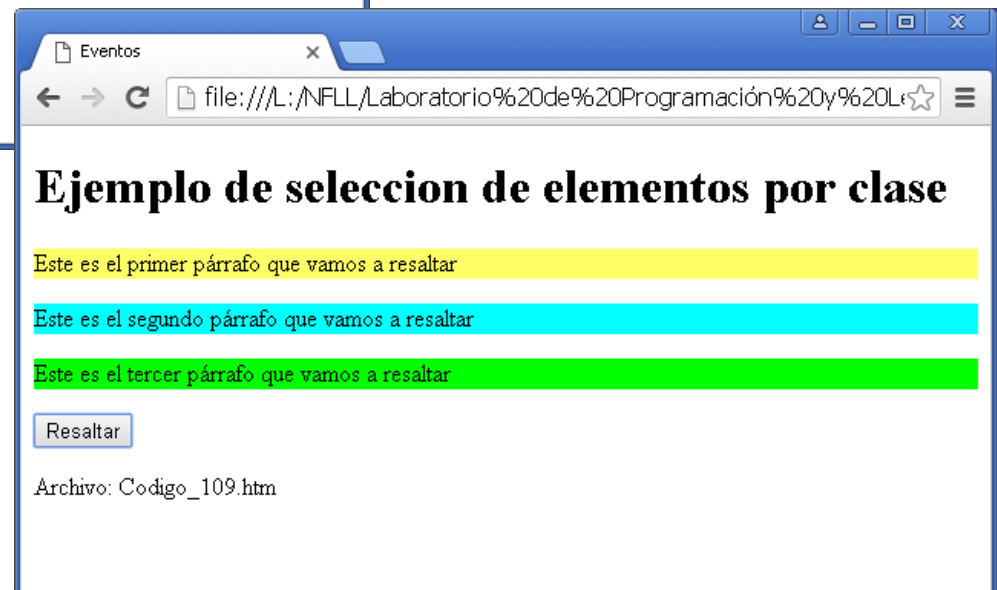 Eventos
file:///L:/NFLL/Laboratorio%20de%20Programación%20y%20L
Ejemplo de seleccion de elementos por clase
Este es el primer párrafo que vamos a resaltar
Este es el segundo párrafo que vamos a resaltar
Este es el tercer párrafo que vamos a resaltar
Resaltar
Archivo: Codigo_109.htm